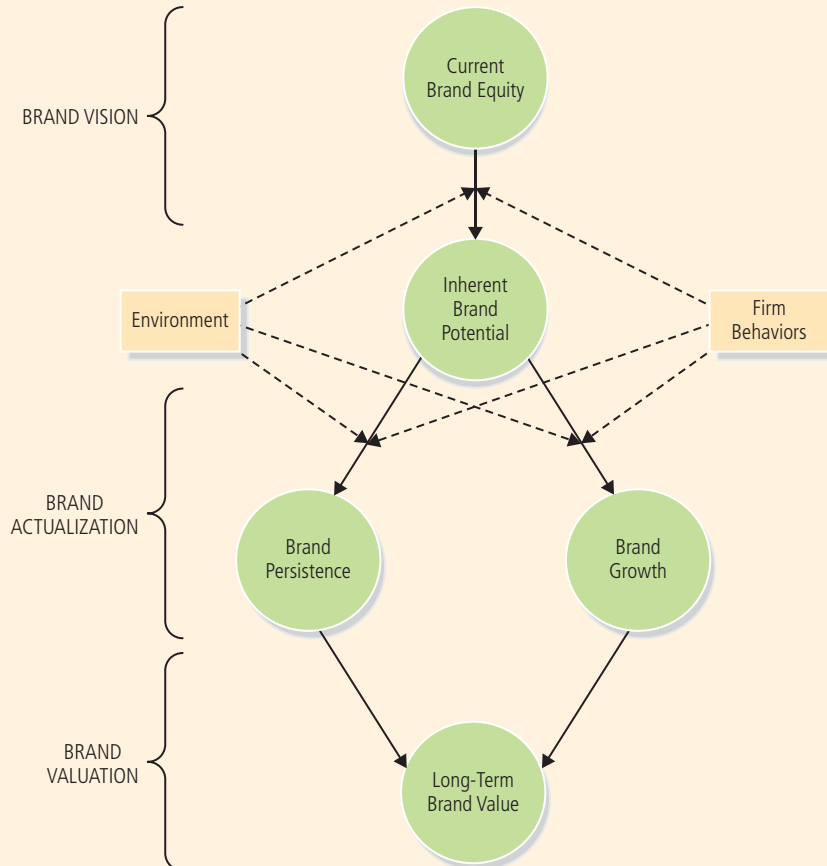 Current
Brand Equity
BRAND VISION
Environment
Inherent
Brand
Potential
Firm
Behaviors
BRAND
ACTUALIZATION
Brand
Persistence
Brand
Growth
BRAND
VALUATION
Long-Term
Brand Value